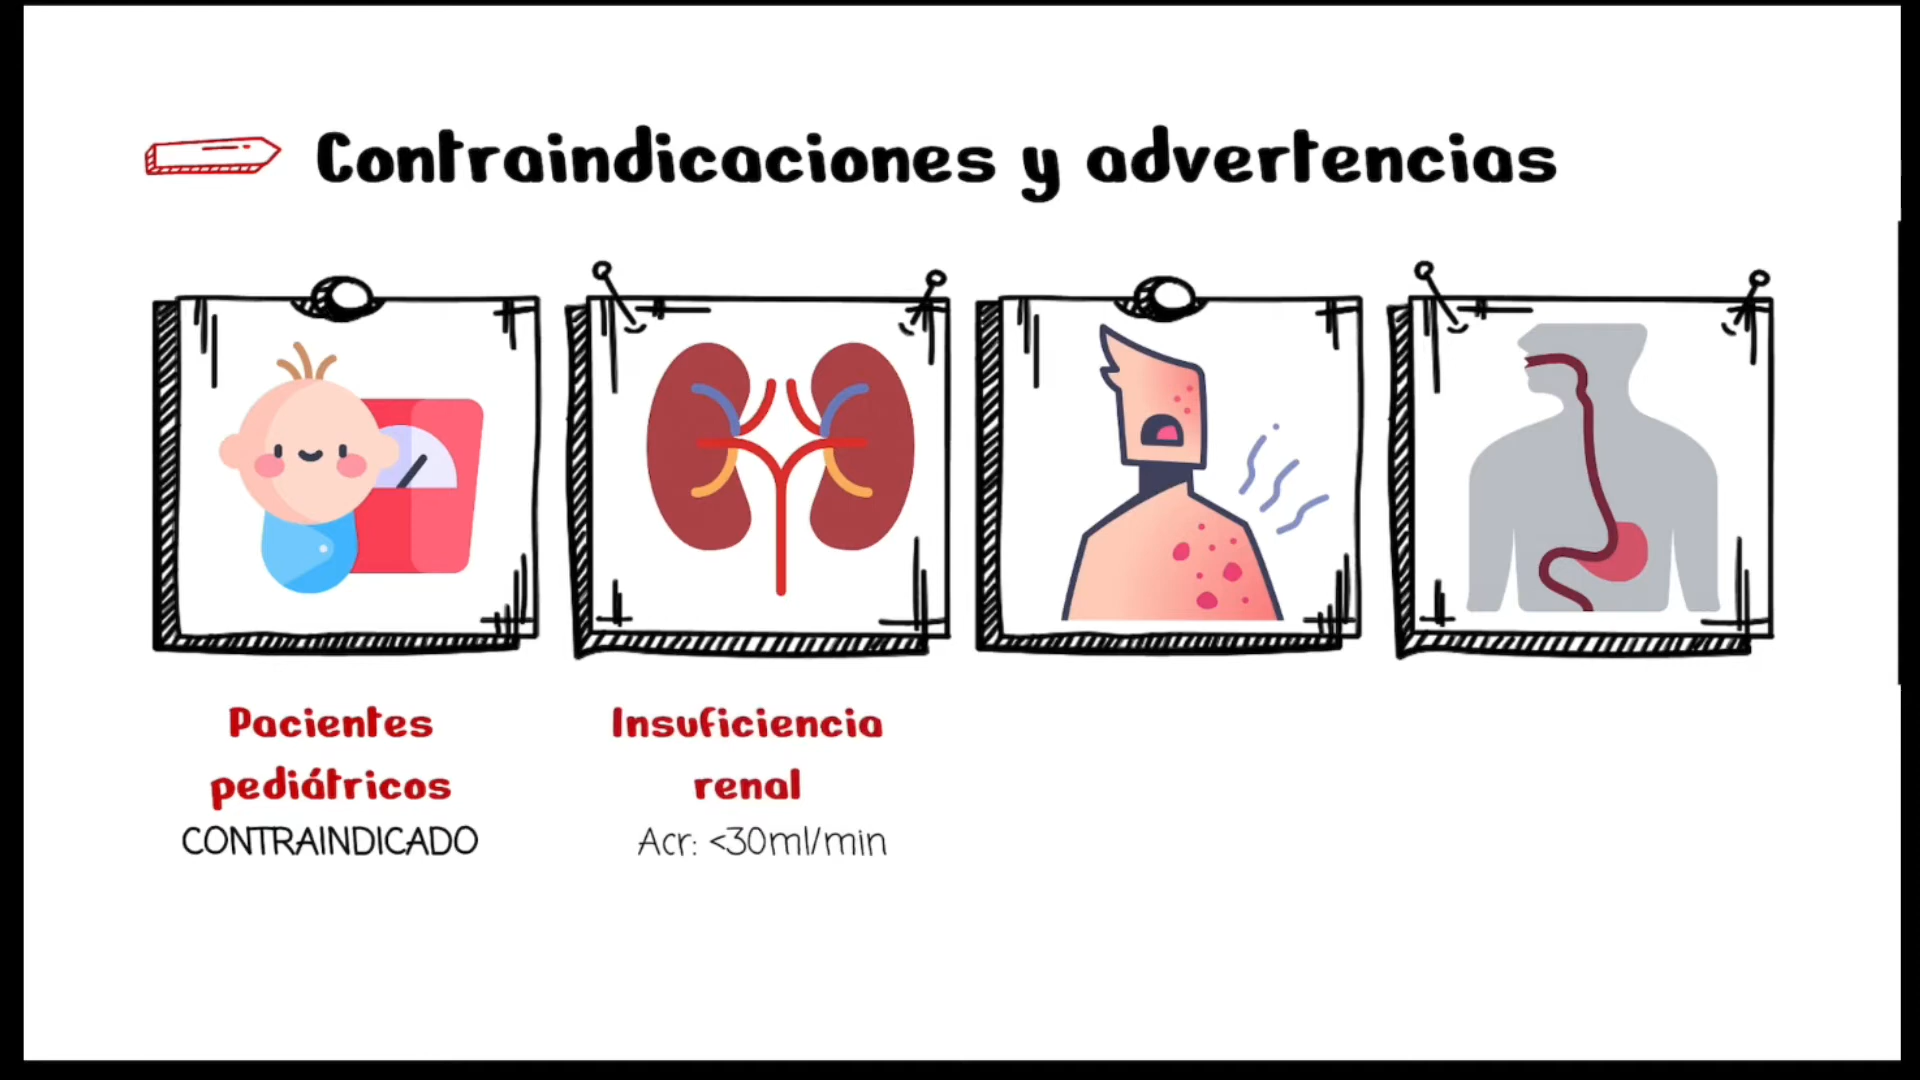 Contraindicaciones y advertencias
Pacientes
pediátricos
CONTRAINDICADO
Insuficiencia
renal
Acr: <30ml/min